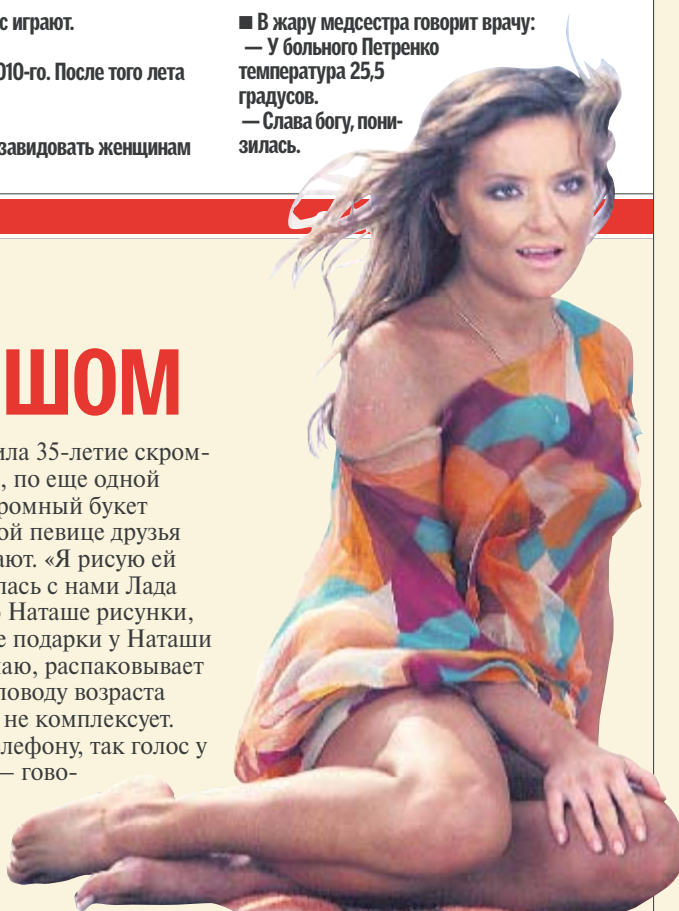 с играют.
010-го. После того лета
завидовать женщинам
■ В жару медсестра говорит врачу:
— У больного Петренко
температура 25,5
градусов.
— Слава богу, пони-
зилась.
ШОМ
ила 35-летие скром-
, по еще одной
ромный букет
ой певице друзья
ают. «Я рисую ей
лась с нами Лада
Наташе рисунки,
е подарки у Наташи
аю, распаковывает
поводу возраста
не комплексует.
лефону, так голос у
— гово-